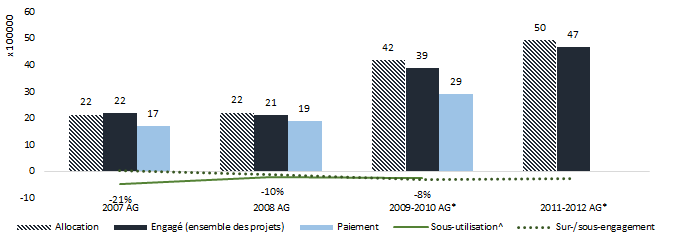 x100000
60
50
40
30
20
10
0
-10
22 22 17
22 21 19
42 39 29
50 47
-21% -10% -8%
2007 AG 2008 AG 2009-2010 AG* 2011-2012 AG*
Allocation Engagé (ensemble des projets) Paiement Sous-utilisation^ Sur-/sous-engagement